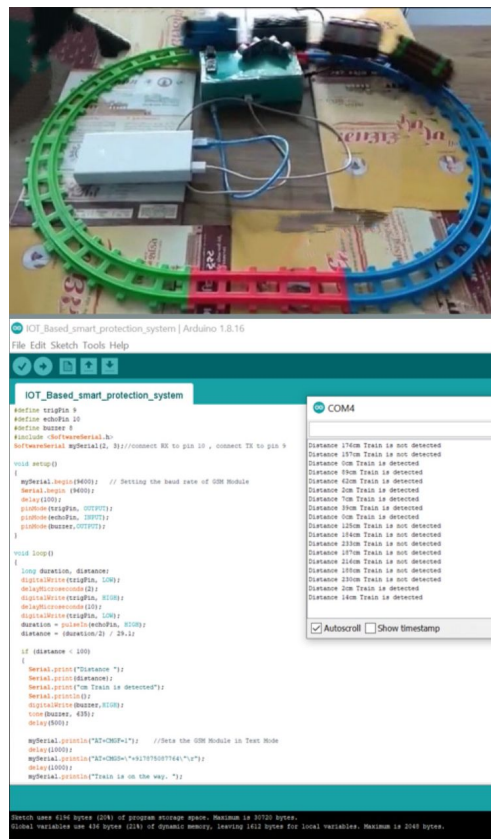 IOT_Based_smart_protection_system | Arduino 1.8.16
File Edit Sketch Tools Help
IOT_Based_smart_protection_system
#define trigPin 9
#define echoPin 10
#define buzzer 8
#include <SoftwareSerial.h>
SoftwareSerial mySerial(2, 3);//connect RX to pin 10 , connect TX to pin 9
void setup()
{
mySerial.begin(9600); // Setting the baud rate of GSM Module
Serial.begin (9600);
delay(100);
pinMode(trigPin, OUTPUT);
pinMode(echoPin, INPUT);
pinMode(buzzer,OUTPUT);
}
void loop()
{
long duration, distance;
digitalWrite(trigPin, LOW);
delayMicroseconds(2);
digitalWrite(trigPin, HIGH);
delayMicroseconds(10);
digitalWrite(trigPin, LOW);
duration = pulseIn(echoPin, HIGH);
distance = (duration/2) / 29.1;
if (distance < 100)
{
Serial.print("Distance ");
Serial.print(distance);
Serial.print("cm Train is detected");
Serial.println();
digitalWrite(buzzer,HIGH);
tone(buzzer, 435);
delay(500);
mySerial.println("AT+CMGF=1"); //Sets the GSM Module in Text Mode
delay(1000);
mySerial.println("AT+CMGS=\"+917875087764\"\r");
delay(1000);
mySerial.println("Train is on the way. ");
COM4
Distance 176cm Train is not detected
Distance 157cm Train is not detected
Distance 0cm Train is detected
Distance 89cm Train is detected
Distance 62cm Train is detected
Distance 2cm Train is detected
Distance 7cm Train is detected
Distance 39cm Train is detected
Distance 0cm Train is detected
Distance 125cm Train is not detected
Distance 104cm Train is not detected
Distance 233cm Train is not detected
Distance 107cm Train is not detected
Distance 216cm Train is not detected
Distance 108cm Train is not detected
Distance 230cm Train is not detected
Distance 2cm Train is detected
Distance 14cm Train is detected
Autoscroll Show timestamp
Sketch uses 6196 bytes (20%) of program storage space. Maximum is 30720 bytes.
Global variables use 436 bytes (21%) of dynamic memory, leaving 1612 bytes for local variables. Maximum is 2048 bytes.